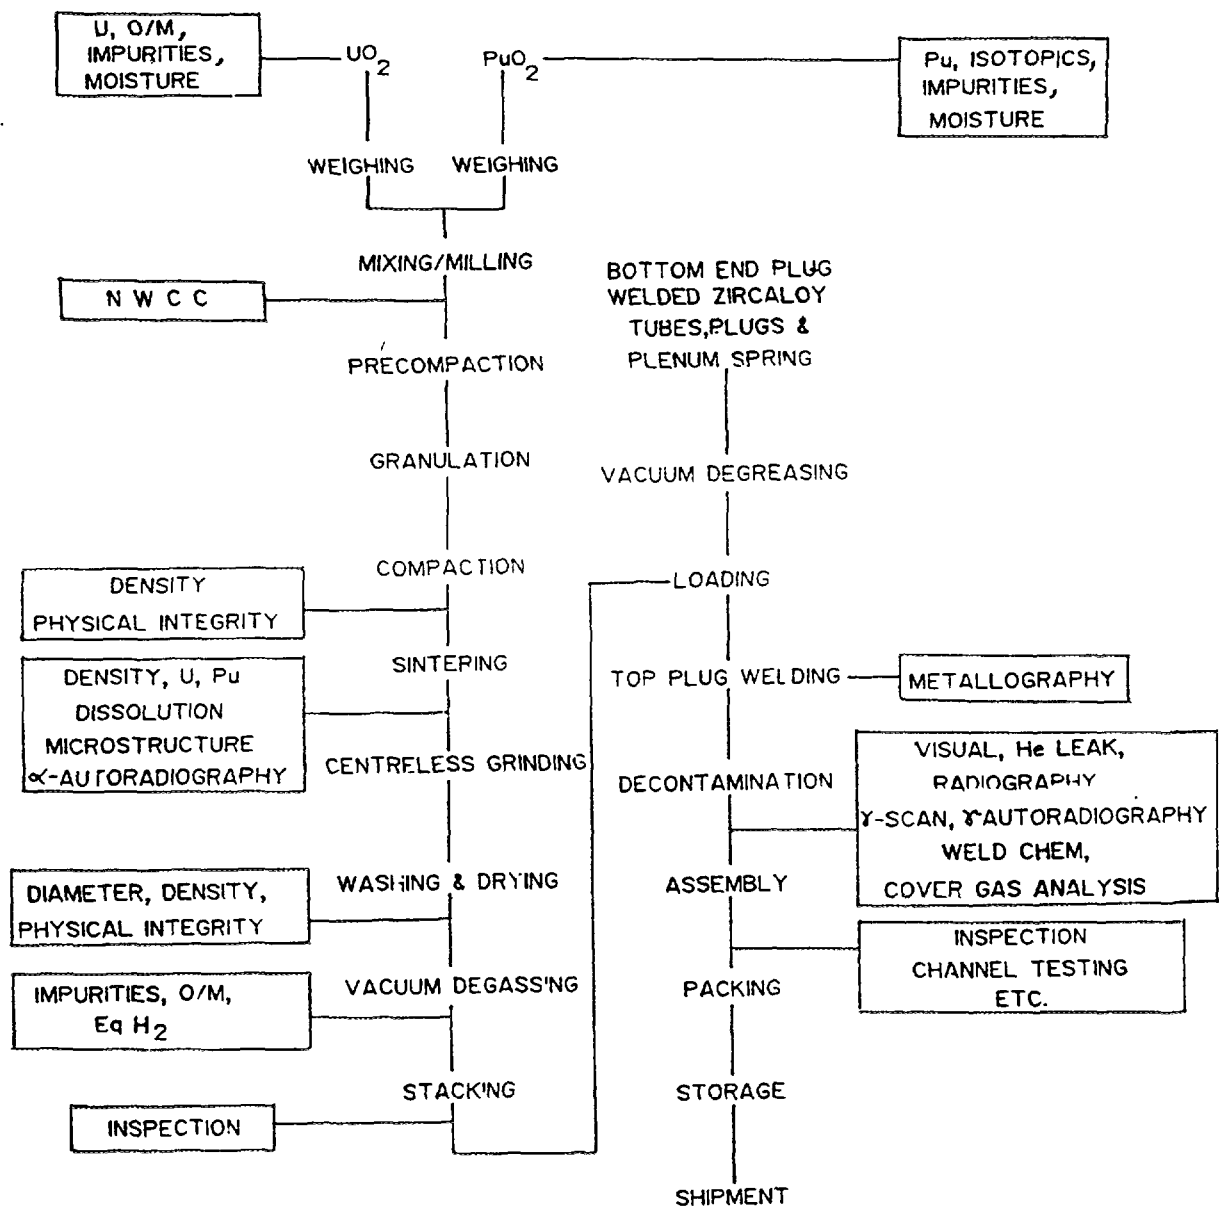 U, O/M,
IMPURITIES,
MOISTURE
UO2
PuO2
Pu, ISOTOPICS,
IMPURITIES,
MOISTURE
WEIGHING
WEIGHING
MIXING/MILLING
N W C C
PRECOMPACTION
GRANULATION
COMPACTION
DENSITY
PHYSICAL INTEGRITY
SINTERING
DENSITY, U, Pu
DISSOLUTION
MICROSTRUCTURE
∝-AUTORADIOGRAPHY
CENTRELESS GRINDING
WASHING & DRYING
DIAMETER, DENSITY,
PHYSICAL INTEGRITY
VACUUM DEGASSING
IMPURITIES, O/M,
Eq H2
STACKING
INSPECTION
BOTTOM END PLUG
WELDED ZIRCALOY
TUBES,PLUGS &
PLENUM SPRING
VACUUM DEGREASING
LOADING
TOP PLUG WELDING
METALLOGRAPHY
DECONTAMINATION
VISUAL, He LEAK,
RADIOGRAPHY
γ-SCAN, γAUTORADIOGRAPHY
WELD CHEM,
COVER GAS ANALYSIS
ASSEMBLY
INSPECTION
CHANNEL TESTING
ETC.
PACKING
STORAGE
SHIPMENT